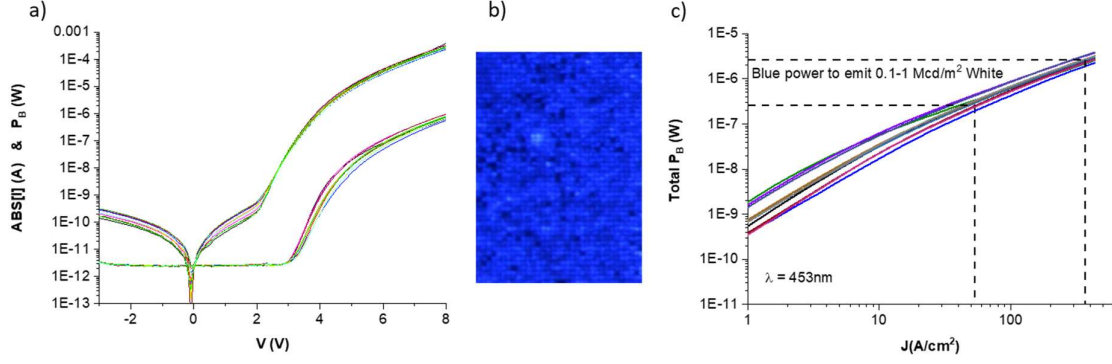 a)
b)
c)
ABS[I] (A) & P_B (W)
0.001
1E-4
1E-5
1E-6
1E-7
1E-8
1E-9
1E-10
1E-11
1E-12
1E-13
-2
0
2
4
6
8
V (V)
Total P_B (W)
1E-5
1E-6
1E-7
1E-8
1E-9
1E-10
1E-11
Blue power to emit 0.1-1 Mcd/m² White
λ = 453nm
1
10
100
J(A/cm²)